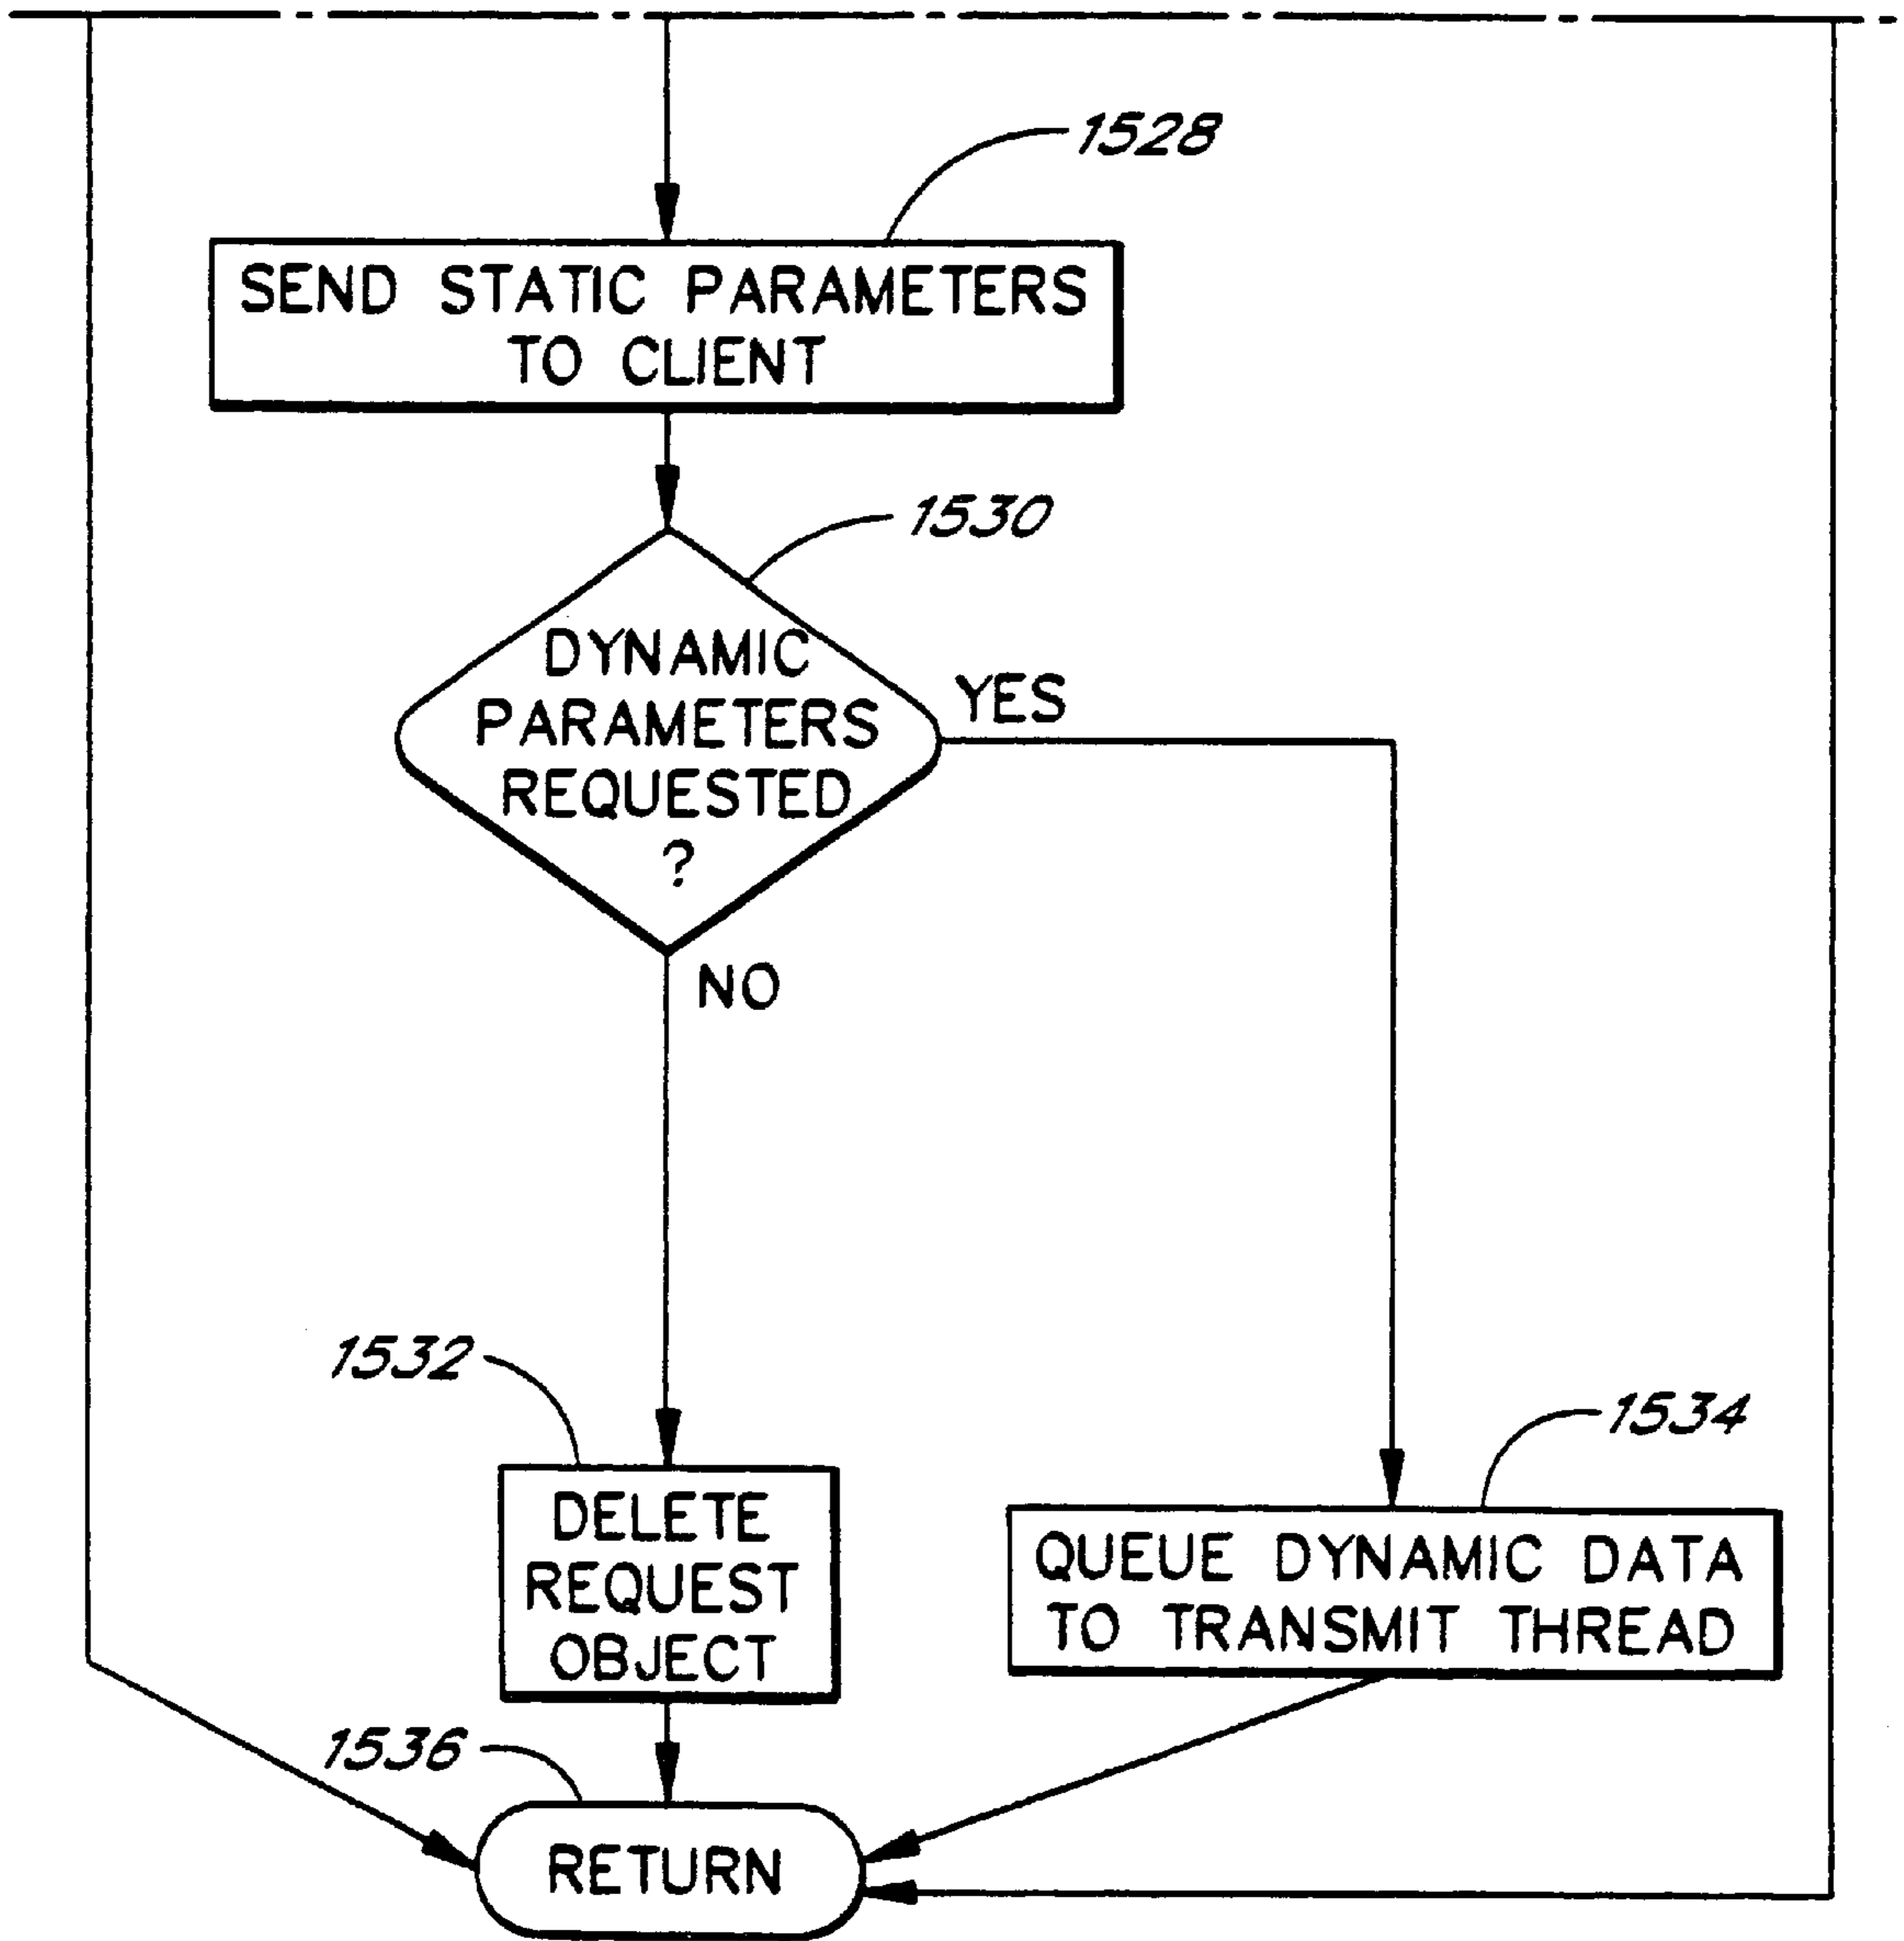 1528
SEND STATIC PARAMETERS
TO CLIENT
1530
DYNAMIC
PARAMETERS
REQUESTED
?
YES
NO
1532
DELETE
REQUEST
OBJECT
1534
QUEUE DYNAMIC DATA
TO TRANSMIT THREAD
1536
RETURN